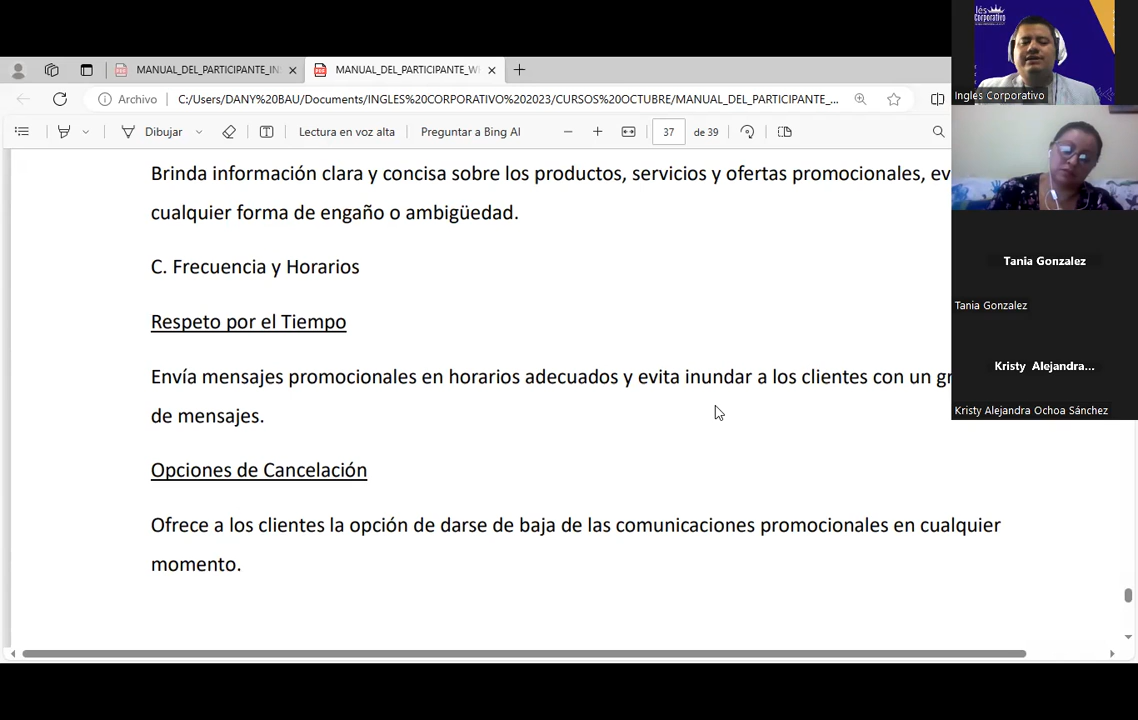 lés
Corporativo
MANUAL_DEL_PARTICIPANTE_IN
MANUAL_DEL_PARTICIPANTE_W
Archivo
C:/Users/DANY%20BAU/Documents/INGLES%20CORPORATIVO%202023/CURSOS%20OCTUBRE/MANUAL_DEL_PARTICIPANTE_...
Ingles Corporativo
Dibujar
Lectura en voz alta
Preguntar a Bing AI
37
de 39
Brinda información clara y concisa sobre los productos, servicios y ofertas promocionales, ev
cualquier forma de engaño o ambigüedad.
C. Frecuencia y Horarios
Tania Gonzalez
Tania Gonzalez
Respeto por el Tiempo
Kristy Alejandra...
Envía mensajes promocionales en horarios adecuados y evita inundar a los clientes con un gr
Kristy Alejandra Ochoa Sánchez
de mensajes.
Opciones de Cancelación
Ofrece a los clientes la opción de darse de baja de las comunicaciones promocionales en cualquier
momento.